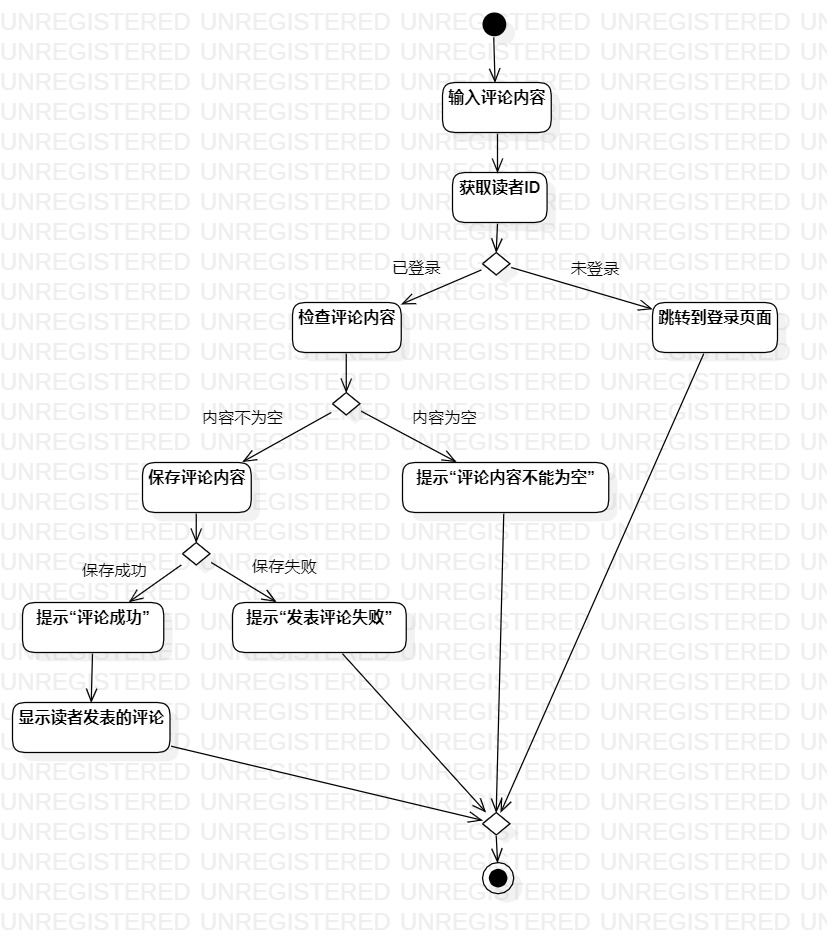 输入评论内容
获取读者ID
已登录
未登录
检查评论内容
跳转到登录页面
内容不为空
内容为空
保存评论内容
提示“评论内容不能为空”
保存成功
保存失败
提示“评论成功”
提示“发表评论失败”
显示读者发表的评论
UNREGISTERED